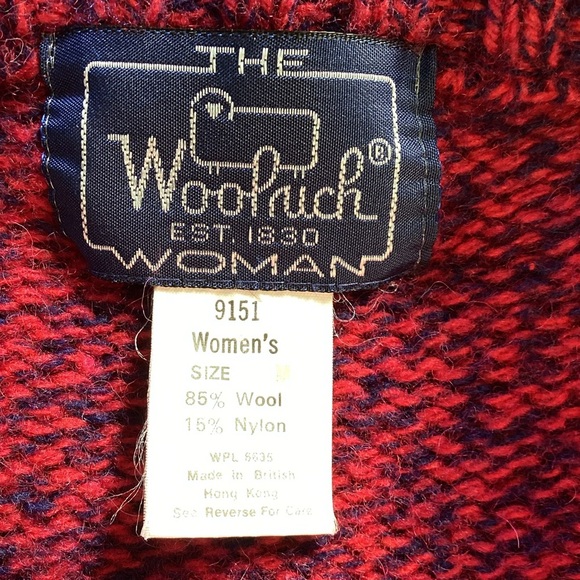 THE
Woolrich®
EST. 1830
WOMAN
9151
Women's
SIZE
85% Wool
15% Nylon
WPL 6635
Made in British
Hong Kong
See Reverse For Care